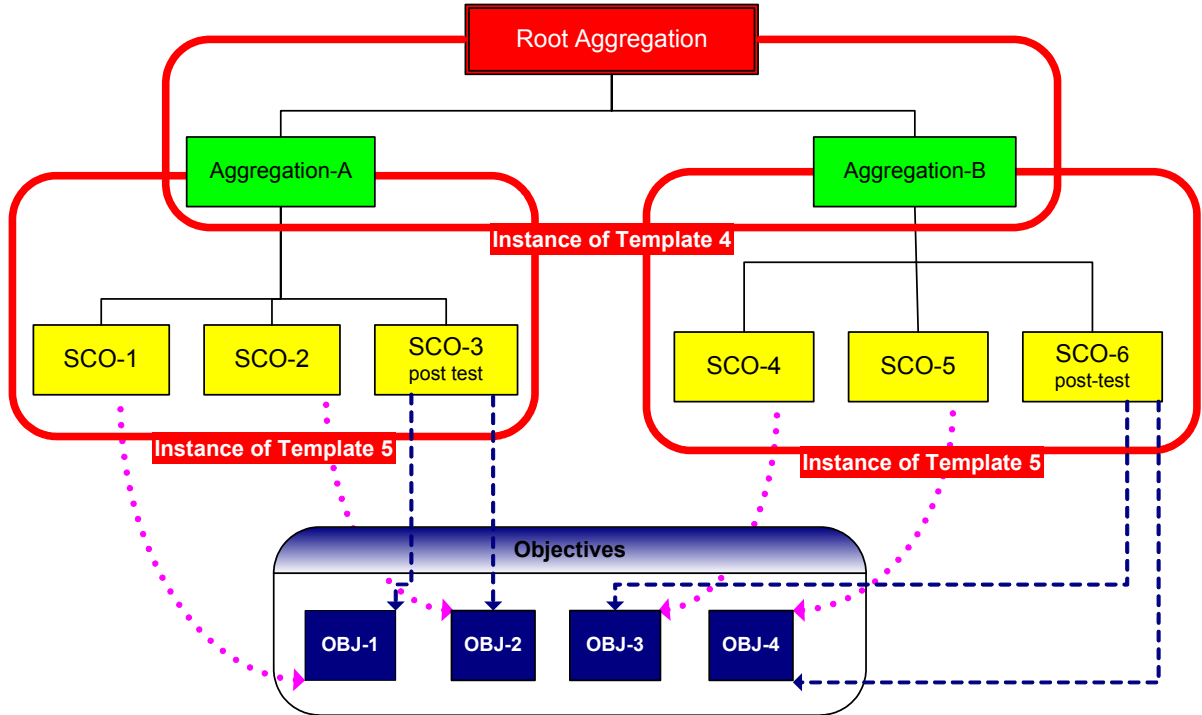 Root Aggregation
Aggregation-A
Aggregation-B
Instance of Template 4
SCO-1
SCO-2
SCO-3
post test
SCO-4
SCO-5
SCO-6
post-test
Instance of Template 5
Instance of Template 5
Objectives
OBJ-1
OBJ-2
OBJ-3
OBJ-4